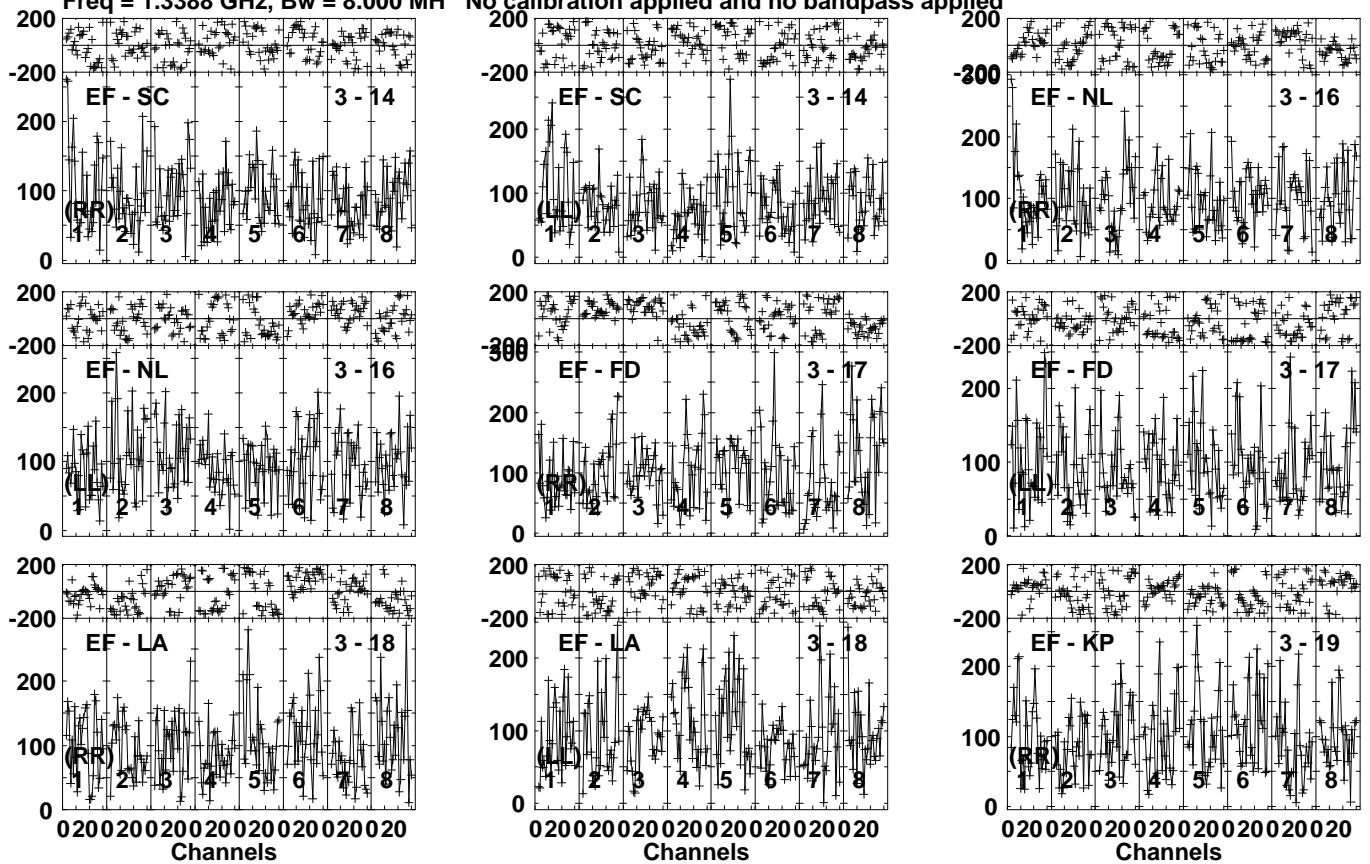 Freq = 1.3388 GHz, Bw = 8.000 MH No calibration applied and no bandpass applied
200
-200
EF - SC 3 - 14
200
100
0
(RR)
1 2 3 4 5 6 7 8
200
-200
EF - SC 3 - 14
200
100
0
(LL)
1 2 3 4 5 6 7 8
200
-200
300
EF - NL 3 - 16
200
100
0
(RR)
1 2 3 4 5 6 7 8
200
-200
EF - NL 3 - 16
200
100
0
(LL)
1 2 3 4 5 6 7 8
200
-200
300
EF - FD 3 - 17
200
100
0
(RR)
1 2 3 4 5 6 7 8
200
-200
EF - FD 3 - 17
200
100
0
(LL)
1 2 3 4 5 6 7 8
200
-200
EF - LA 3 - 18
200
100
0
(RR)
1 2 3 4 5 6 7 8
0 20 0 20 0 20 0 20 0 20 0 20 0 20 0 20
Channels
200
-200
EF - LA 3 - 18
200
100
0
(LL)
1 2 3 4 5 6 7 8
0 20 0 20 0 20 0 20 0 20 0 20 0 20 0 20
Channels
200
-200
EF - KP 3 - 19
200
100
0
(RR)
1 2 3 4 5 6 7 8
0 20 0 20 0 20 0 20 0 20 0 20 0 20 0 20
Channels